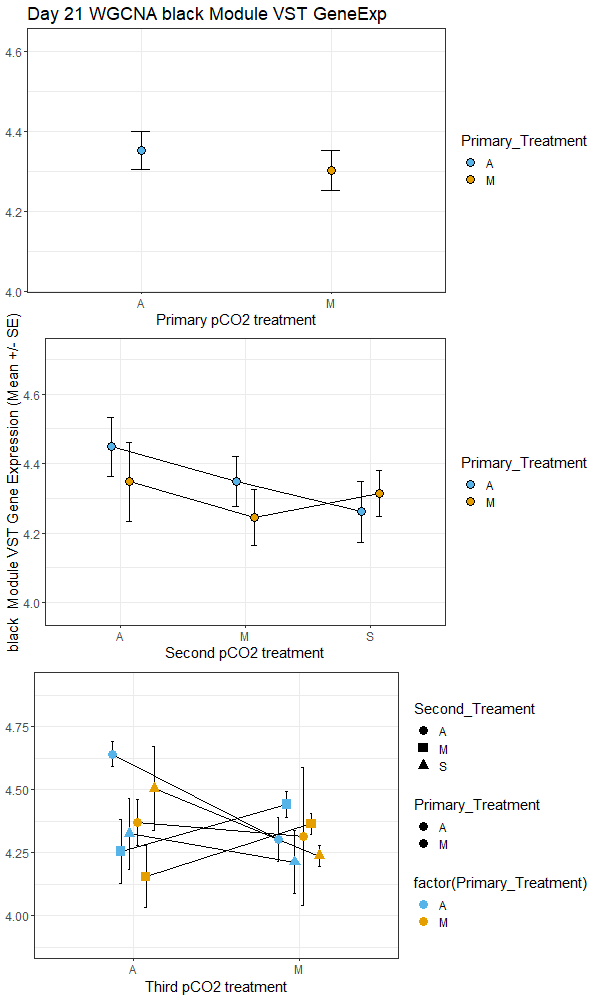 Day 21 WGCNA black Module VST GeneExp
4.6
4.4
4.2
4.0
A
M
Primary pCO2 treatment
Primary_Treatment
A
M
black  Module VST Gene Expression (Mean +/- SE)
4.6
4.4
4.2
4.0
A
M
S
Second pCO2 treatment
Primary_Treatment
A
M
4.75
4.50
4.25
4.00
A
M
Third pCO2 treatment
Second_Treament
A
M
S
Primary_Treatment
A
M
factor(Primary_Treatment)
A
M